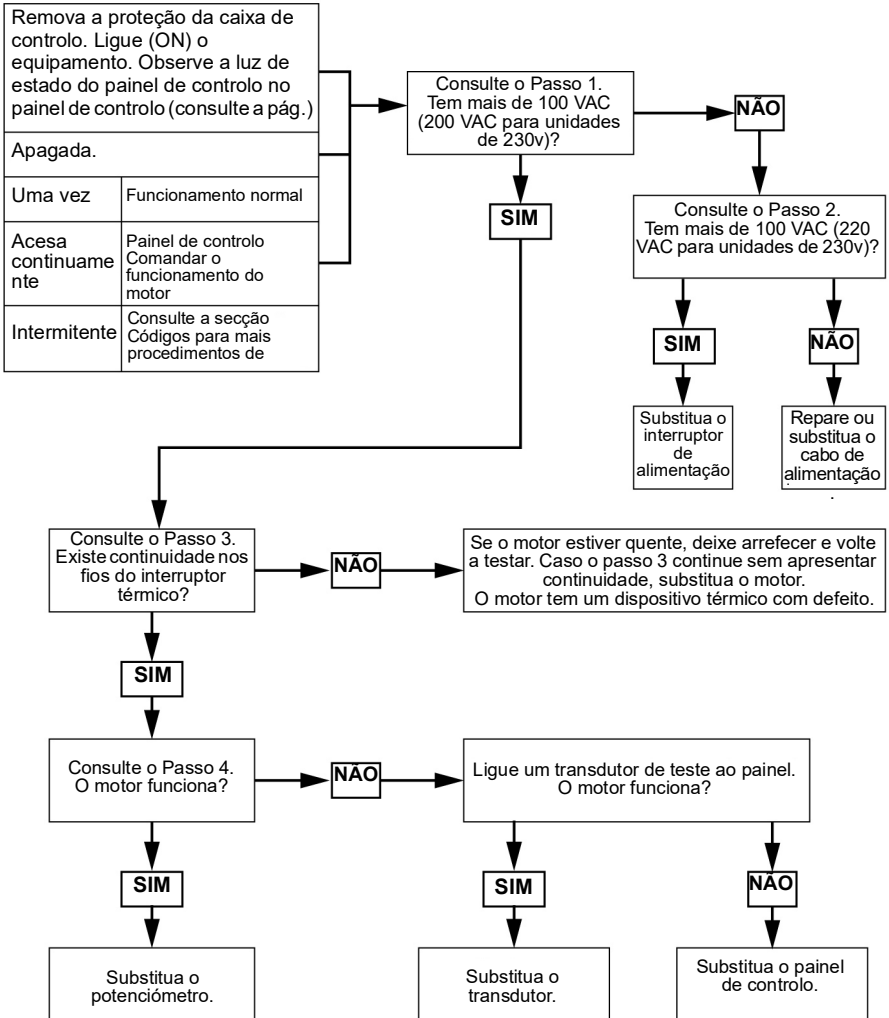 Remova a proteção da caixa de
controlo. Ligue (ON) o
equipamento. Observe a luz de
estado do painel de controlo no
painel de controlo (consulte a pág.)
Apagada.
Uma vez
Funcionamento normal
Acesa
continuame
nte
Painel de controlo
Comandar o
funcionamento do
motor
Intermitente
Consulte a secção
Códigos para mais
procedimentos de
Consulte o Passo 1.
Tem mais de 100 VAC
(200 VAC para unidades
de 230v)?
NÃO
SIM
Consulte o Passo 2.
Tem mais de 100 VAC (220
VAC para unidades de 230v)?
SIM
NÃO
Substitua o
interruptor
de
alimentação
Repare ou
substitua o
cabo de
alimentação
.
Consulte o Passo 3.
Existe continuidade nos
fios do interruptor
térmico?
NÃO
Se o motor estiver quente, deixe arrefecer e volte
a testar. Caso o passo 3 continue sem apresentar
continuidade, substitua o motor.
O motor tem um dispositivo térmico com defeito.
SIM
Consulte o Passo 4.
O motor funciona?
NÃO
Ligue um transdutor de teste ao painel.
O motor funciona?
SIM
SIM
NÃO
Substitua o
potenciómetro.
Substitua o
transdutor.
Substitua o painel
de controlo.